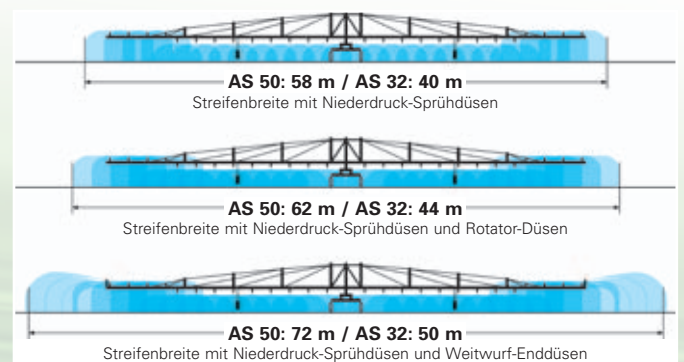 AS 50: 58 m / AS 32: 40 m
Streifenbreite mit Niederdruck-Sprühdüsen
AS 50: 62 m / AS 32: 44 m
Streifenbreite mit Niederdruck-Sprühdüsen und Rotator-Düsen
AS 50: 72 m / AS 32: 50 m
Streifenbreite mit Niederdruck-Sprühdüsen und Weitwurf-Enddüsen